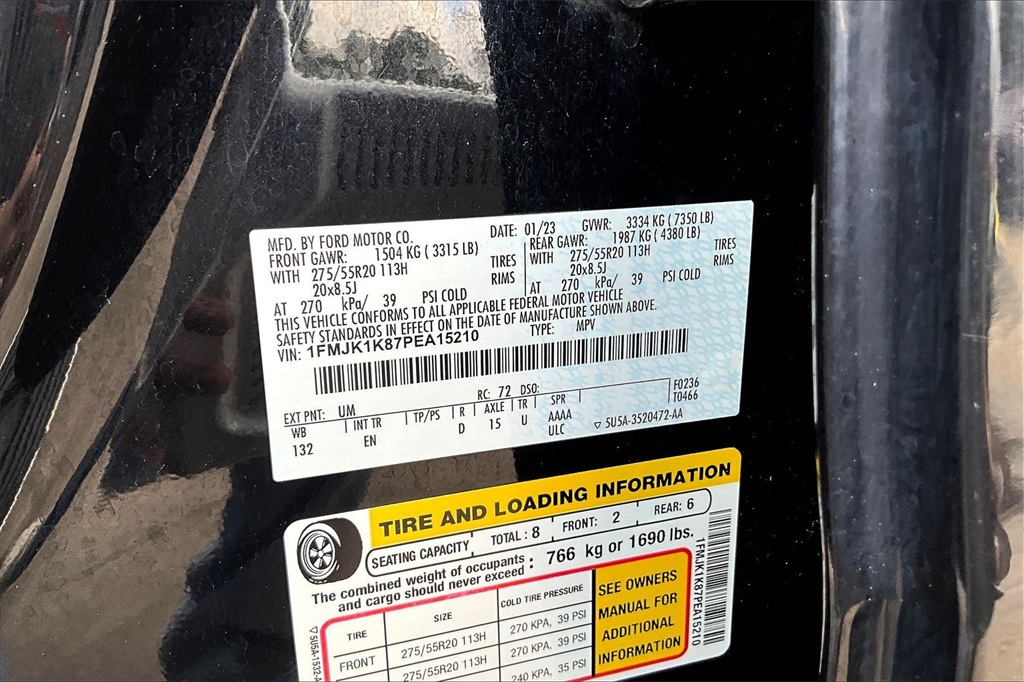 MFD. BY FORD MOTOR CO.
DATE: 01/23
GVWR: 3334 KG ( 7350 LB)
FRONT GAWR: 1504 KG ( 3315 LB)
WITH 275/55R20 113H TIRES
20x8.5J RIMS
AT 270 kPa/ 39 PSI COLD
REAR GAWR: 1987 KG ( 4380 LB)
WITH 275/55R20 113H TIRES
20x8.5J RIMS
AT 270 kPa/ 39 PSI COLD
THIS VEHICLE CONFORMS TO ALL APPLICABLE FEDERAL MOTOR VEHICLE
SAFETY STANDARDS IN EFFECT ON THE DATE OF MANUFACTURE SHOWN ABOVE.
VIN: 1FMJK1K87PEA15210
TYPE: MPV
EXT PNT: UM RC: 72 DSO:
F0236
T0466
WB INT TR TP/PS R AXLE TR SPR
132 EN D 15 U AAAA
ULC
5U5A-3520472-AA
TIRE AND LOADING INFORMATION
SEATING CAPACITY TOTAL : 8 FRONT: 2 REAR: 6
The combined weight of occupants
and cargo should never exceed : 766 kg or 1690 lbs.
TIRE SIZE COLD TIRE PRESSURE
FRONT 275/55R20 113H 270 KPA, 39 PSI
275/55R20 113H 270 KPA, 39 PSI
240 KPA, 35 PSI
SEE OWNERS
MANUAL FOR
ADDITIONAL
INFORMATION
1FMJK1K87PEA15210
5U5A-1532-A